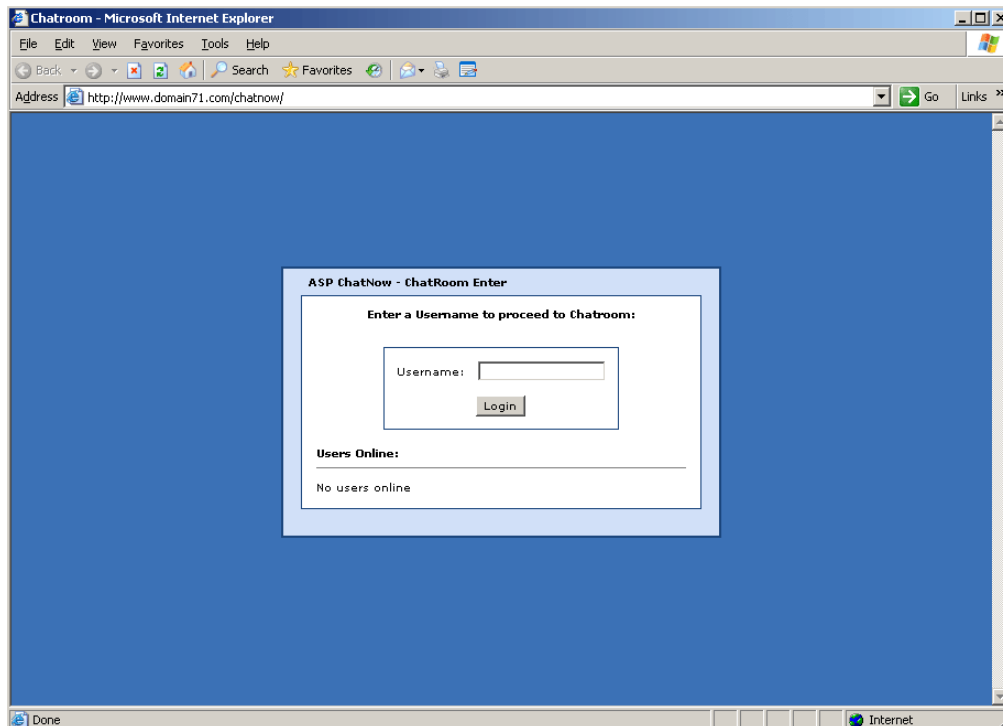 Chatroom - Microsoft Internet Explorer
File Edit View Favorites Tools Help
Back Search Favorites
Address http://www.domain71.com/chatnow/ Go Links »
ASP ChatNow - ChatRoom Enter
Enter a Username to proceed to Chatroom:
Username:
Login
Users Online:
No users online
Done Internet